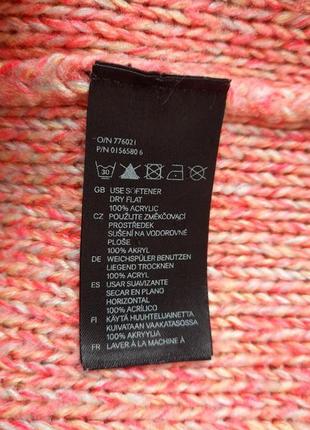 O/N 776021
P/N 0156580 6
30
GB USE SOFTENER
DRY FLAT
100% ACRYLIC
CZ POUŽIJTE ZMĚKČOVACÍ
PROSTŘEDEK
SUŠENÍ NA VODOROVNÉ
PLOŠE
100% AKRYL
DE WEICHSPÜLER BENUTZEN
LIEGEND TROCKNEN
100% ACRYL
ES USAR SUAVIZANTE
SECAR EN PLANO
HORIZONTAL
100% ACRÍLICO
FI KÄYTÄ HUUHTELUAINETTA
KUIVATAAN VAAKATASOSSA
100% AKRYYLIA
FR LAVER À LA MACHINE À